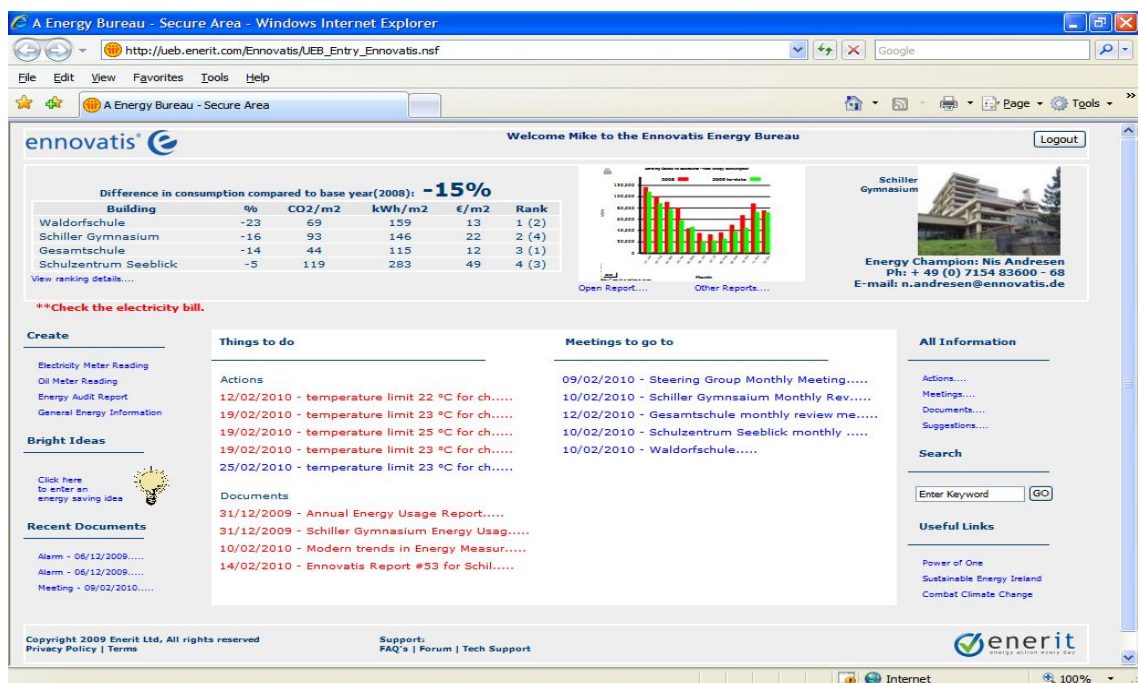 A Energy Bureau - Secure Area - Windows Internet Explorer
http://ueb.enerit.com/Ennovatis/UEB_Entry_Ennovatis.nsf
Google
File Edit View Favorites Tools Help
A Energy Bureau - Secure Area
Page Tools
ennovatis
Welcome Mike to the Ennovatis Energy Bureau
Logout
Difference in consumption compared to base year(2008): -15%
Building % CO2/m2 kWh/m2 €/m2 Rank
Waldorfschule -23 69 159 13 1 (2)
Schiller Gymnasium -16 93 146 22 2 (4)
Gesamtschule -14 44 115 12 3 (1)
Schulzentrum Seeblick -5 119 283 49 4 (3)
View ranking details....
2008 2009 to-date
Month
Open Report.... Other Reports....
Schiller
Gymnasium
Energy Champion: Nis Andresen
Ph: + 49 (0) 7154 83600 - 68
E-mail: n.andresen@ennovatis.de
**Check the electricity bill.
Create
Electricity Meter Reading
Oil Meter Reading
Energy Audit Report
General Energy Information
Bright Ideas
Click here
to enter an
energy saving idea
Recent Documents
Alarm - 06/12/2009.....
Alarm - 06/12/2009.....
Meeting - 09/02/2010.....
Things to do
Actions
12/02/2010 - temperature limit 22 ºC for ch.....
19/02/2010 - temperature limit 23 ºC for ch.....
19/02/2010 - temperature limit 25 ºC for ch.....
19/02/2010 - temperature limit 23 ºC for ch.....
25/02/2010 - temperature limit 23 ºC for ch.....
Documents
31/12/2009 - Annual Energy Usage Report.....
31/12/2009 - Schiller Gymnasium Energy Usag.....
10/02/2010 - Modern trends in Energy Measur.....
14/02/2010 - Ennovatis Report #53 for Schil.....
Meetings to go to
09/02/2010 - Steering Group Monthly Meeting.....
10/02/2010 - Schiller Gymnsaium Monthly Rev.....
12/02/2010 - Gesamtschule monthly review me.....
10/02/2010 - Schulzentrum Seeblick monthly .....
10/02/2010 - Waldorfschule.....
All Information
Actions....
Meetings....
Documents....
Suggestions....
Search
Enter Keyword GO
Useful Links
Power of One
Sustainable Energy Ireland
Combat Climate Change
Copyright 2009 Enerit Ltd, All rights reserved
Privacy Policy | Terms
Support:
FAQ's | Forum | Tech Support
enerit
energy action every day
Internet 100%